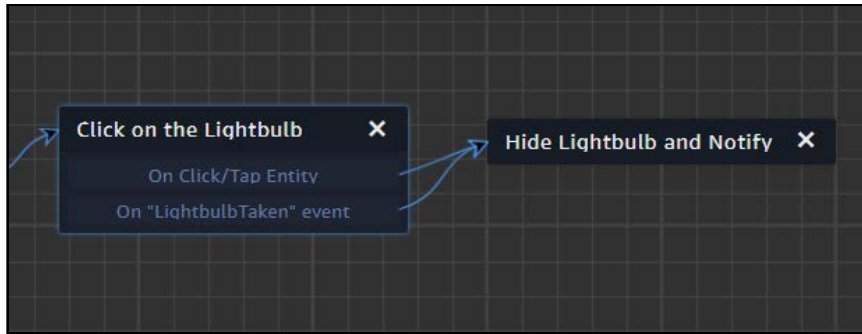 Click on the Lightbulb
On Click/Tap Entity
On "LightbulbTaken" event
Hide Lightbulb and Notify